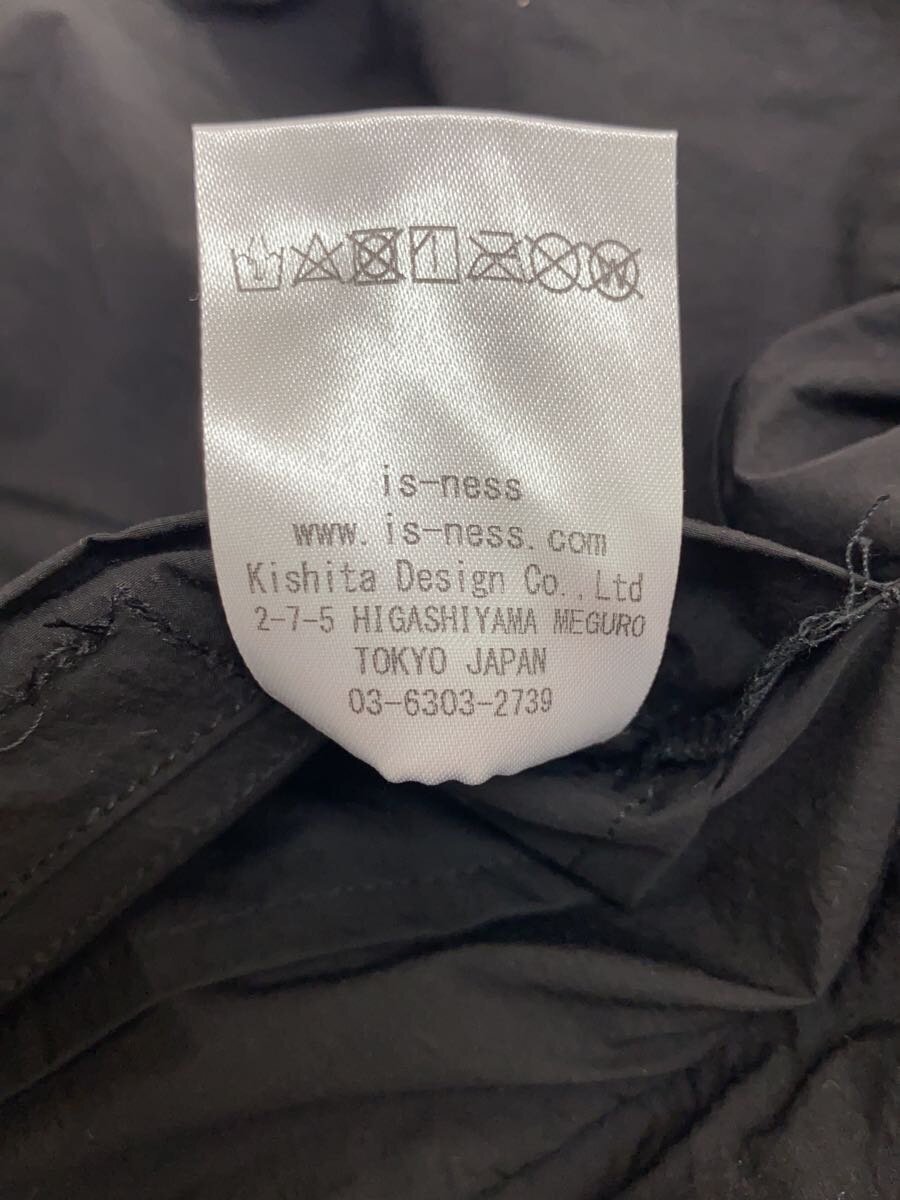 is-ness
www.is-ness.com
Kishita Design Co.,Ltd
2-7-5 HIGASHIYAMA MEGURO
TOKYO JAPAN
03-6303-2739